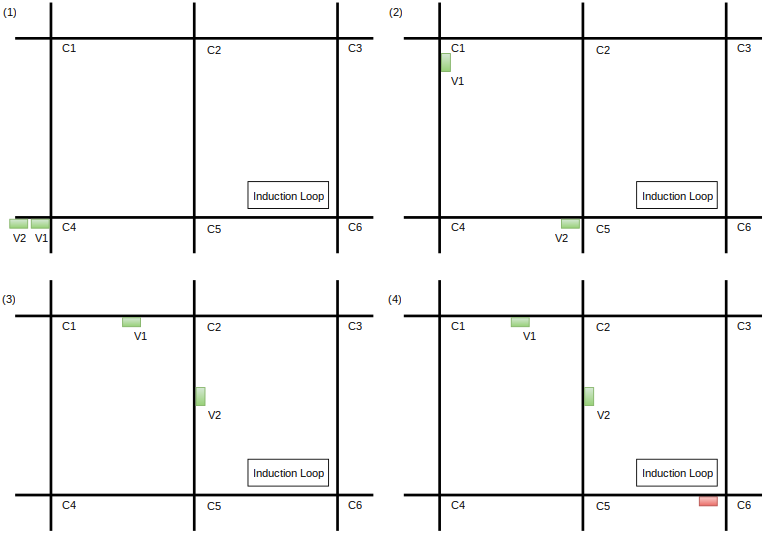 (1)
C1
C2
C3
Induction Loop
C4
C5
C6
V2
V1
(2)
C1
C2
C3
V1
Induction Loop
C4
C5
C6
V2
(3)
C1
C2
C3
V1
V2
Induction Loop
C4
C5
C6
(4)
C1
C2
C3
V1
V2
Induction Loop
C4
C5
C6